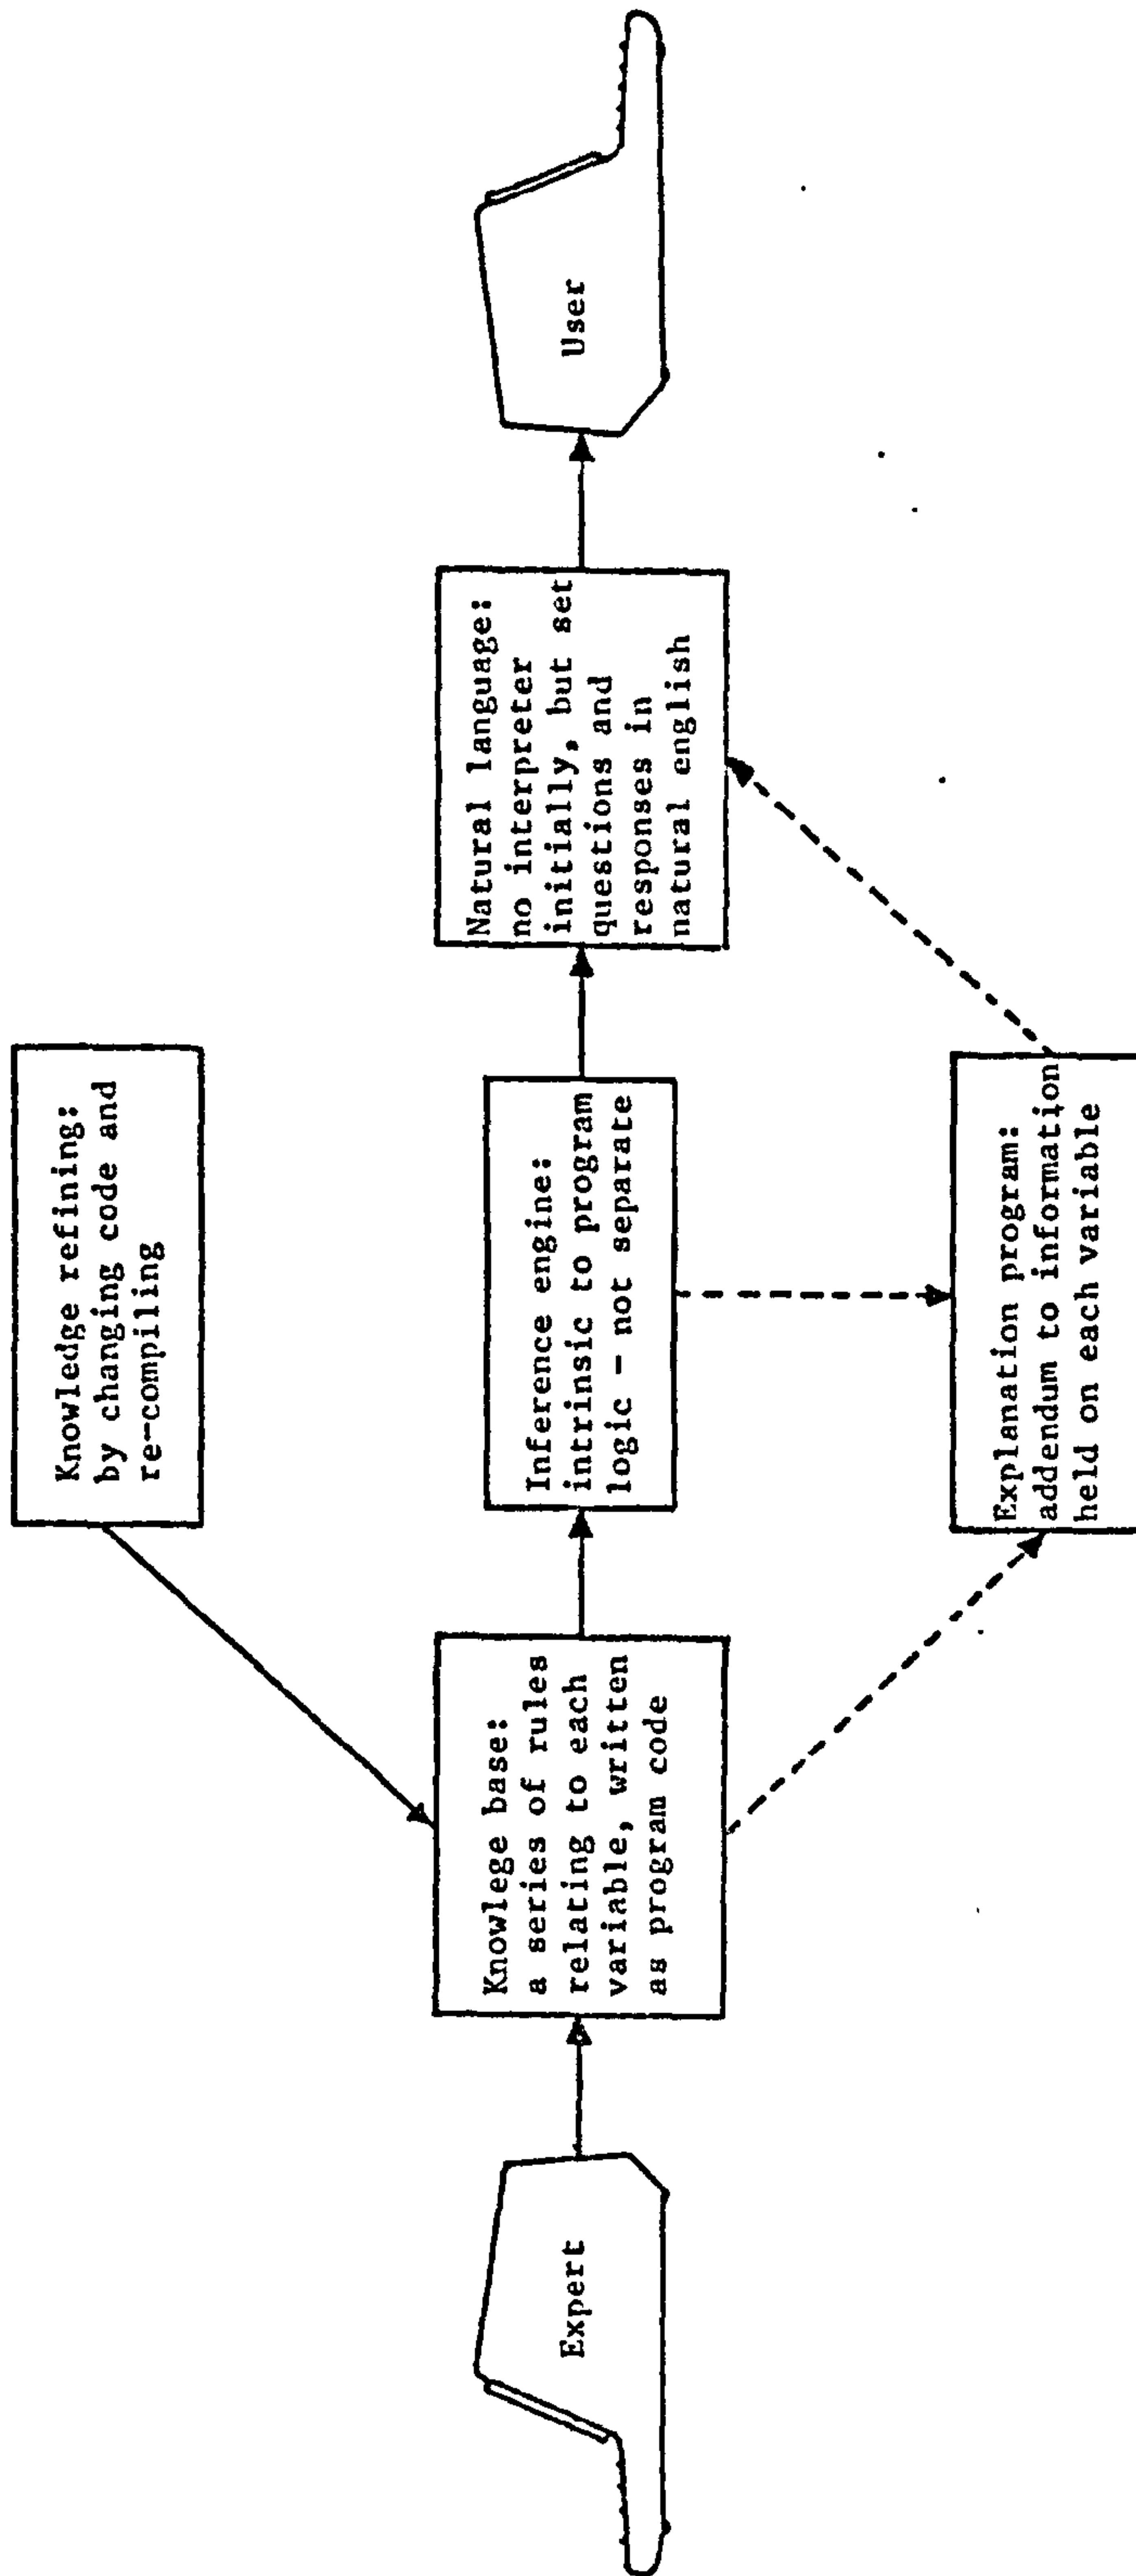 Knowledge refining:
by changing code and
re-compiling
Expert
Knowlege base:
a series of rules
relating to each
variable, written
as program code
Inference engine:
intrinsic to program
logic - not separate
Natural language:
no interpreter
initially, but set
questions and
responses in
natural english
User
Explanation program:
addendum to information
held on each variable